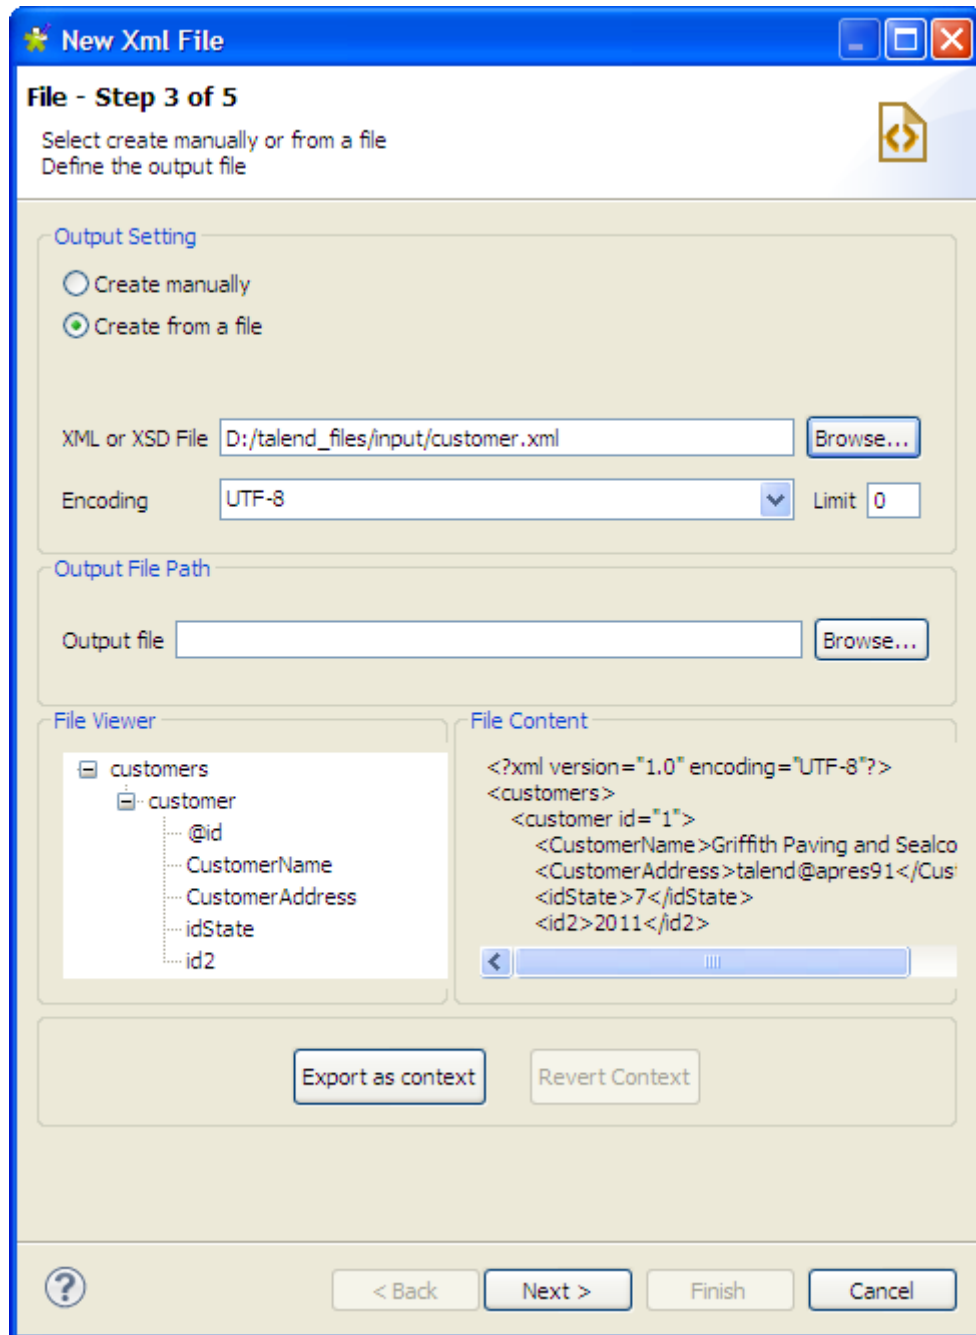 New Xml File
File - Step 3 of 5
Select create manually or from a file
Define the output file
Output Setting
Create manually
Create from a file
XML or XSD File D:/talend_files/input/customer.xml Browse...
Encoding UTF-8 Limit 0
Output File Path
Output file Browse...
File Viewer
customers
customer
@id
CustomerName
CustomerAddress
idState
id2
File Content
<?xml version="1.0" encoding="UTF-8"?>
<customers>
<customer id="1">
<CustomerName>Griffith Paving and Sealco
<CustomerAddress>talend@apres91</Cust
<idState>7</idState>
<id2>2011</id2>
Export as context Revert Context
? < Back Next > Finish Cancel